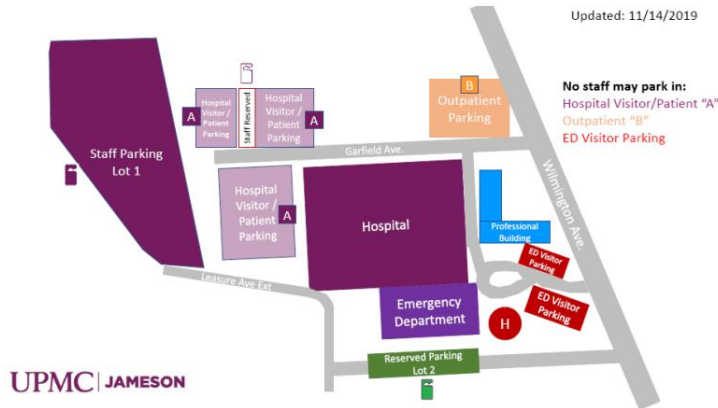 Updated: 11/14/2019
No staff may park in:
Hospital Visitor/Patient “A”
Outpatient “B”
ED Visitor Parking
B
Outpatient
Parking
Hospital
Visitor /
Patient
Parking
A
Staff Reserved
Hospital
Visitor /
Patient
Parking
A
Staff Parking
Lot 1
Garfield Ave.
Wilmington Ave.
Hospital
Visitor /
Patient
Parking
A
Hospital
Professional
Building
ED Visitor
Parking
ED Visitor
Parking
Leasure Ave Ext
Emergency
Department
H
Reserved Parking
Lot 2
UPMC | JAMESON